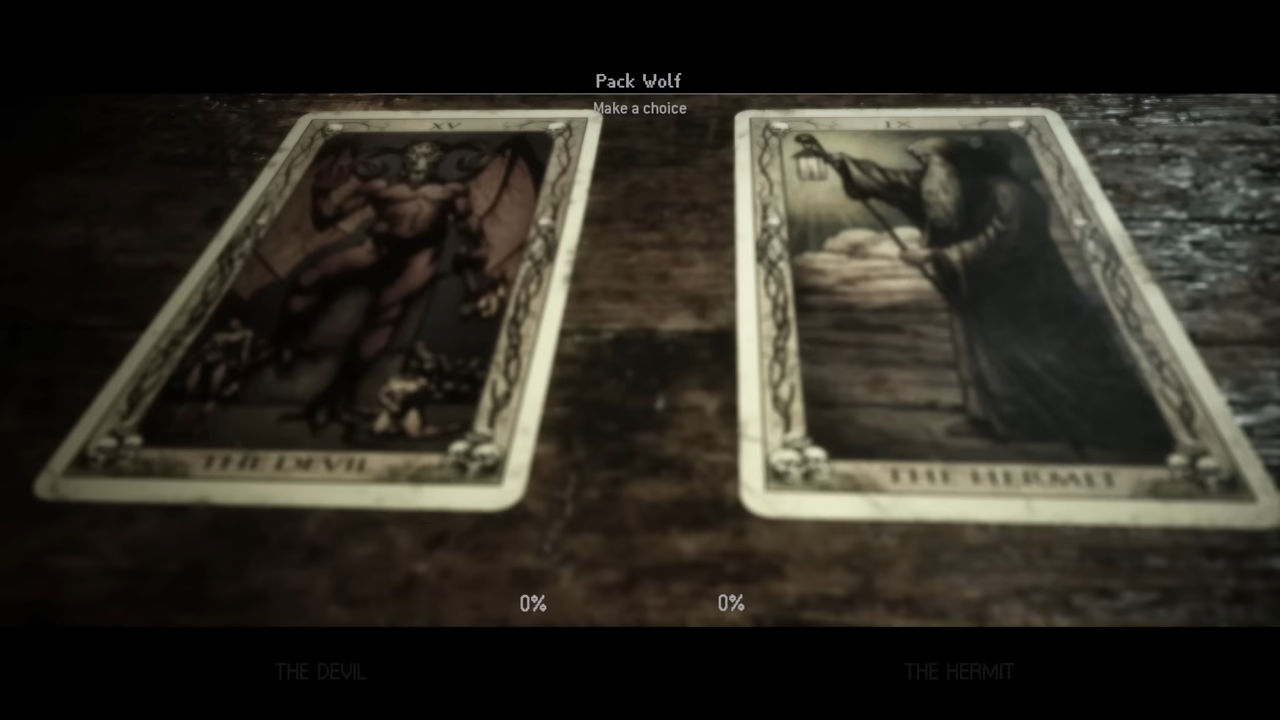 Pack Wolf
Make a choice
XV
IX
THE DEVIL
THE HERMIT
0%
0%
THE DEVIL
THE HERMIT